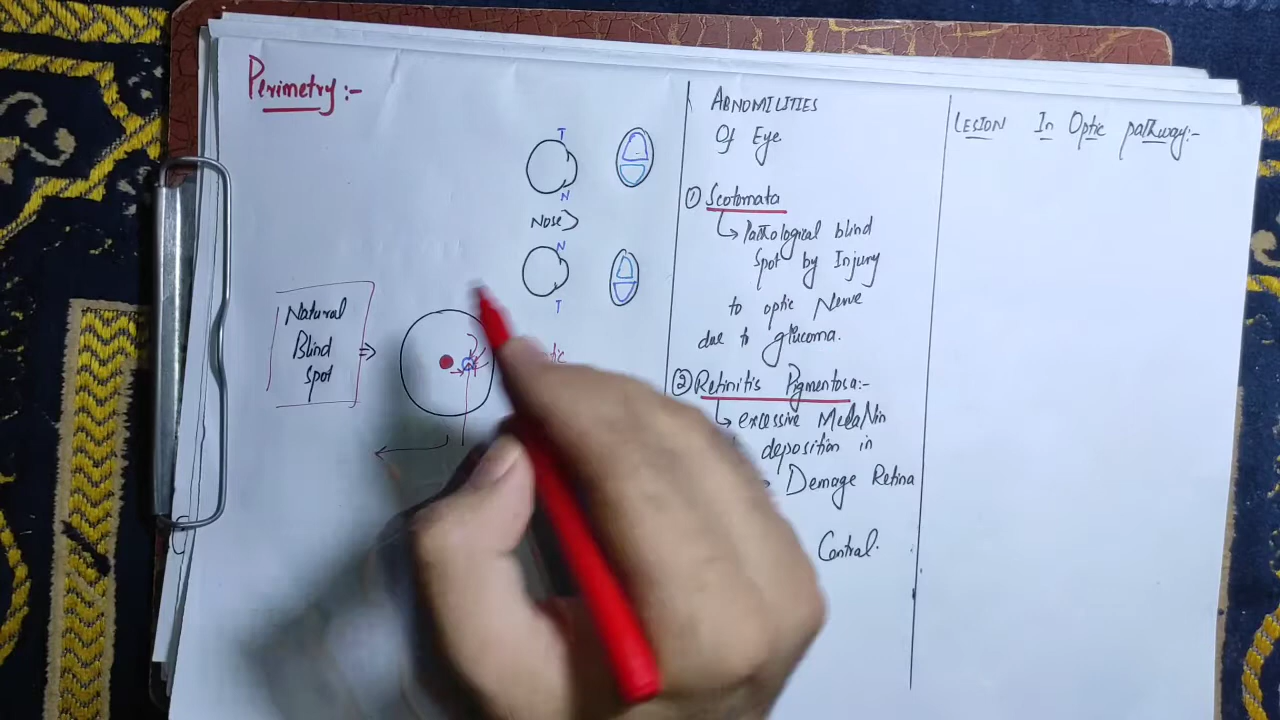 Perimetry:-
T
N
Nose
N
T
Natural
Blind
spot
ABNOMILITIES
Of Eye
① Scotomata
Pathological blind
Spot by Injury
to optic Nerve
due to glucoma.
② Retinitis Pigmentosa:-
excessive MelaNin
deposition in
Demage Retina
Central.
LESION In Optic pathway:-